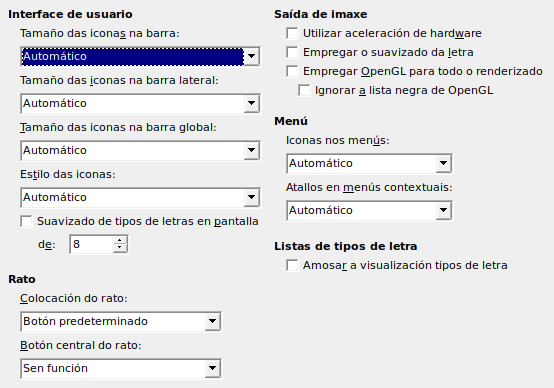 Interface de usuario
Tamaño das iconas na barra:
Automático
Tamaño das iconas na barra lateral:
Automático
Tamaño das iconas na barra global:
Automático
Estilo das iconas:
Automático
Suavizado de tipos de letras en pantalla
de: 8
Rato
Colocación do rato:
Botón predeterminado
Botón central do rato:
Sen función
Saída de imaxe
Utilizar aceleración de hardware
Empregar o suavizado da letra
Empregar OpenGL para todo o renderizado
Ignorar a lista negra de OpenGL
Menú
Iconas nos menús:
Automático
Atallos en menús contextuais:
Automático
Listas de tipos de letra
Amosar a visualización tipos de letra